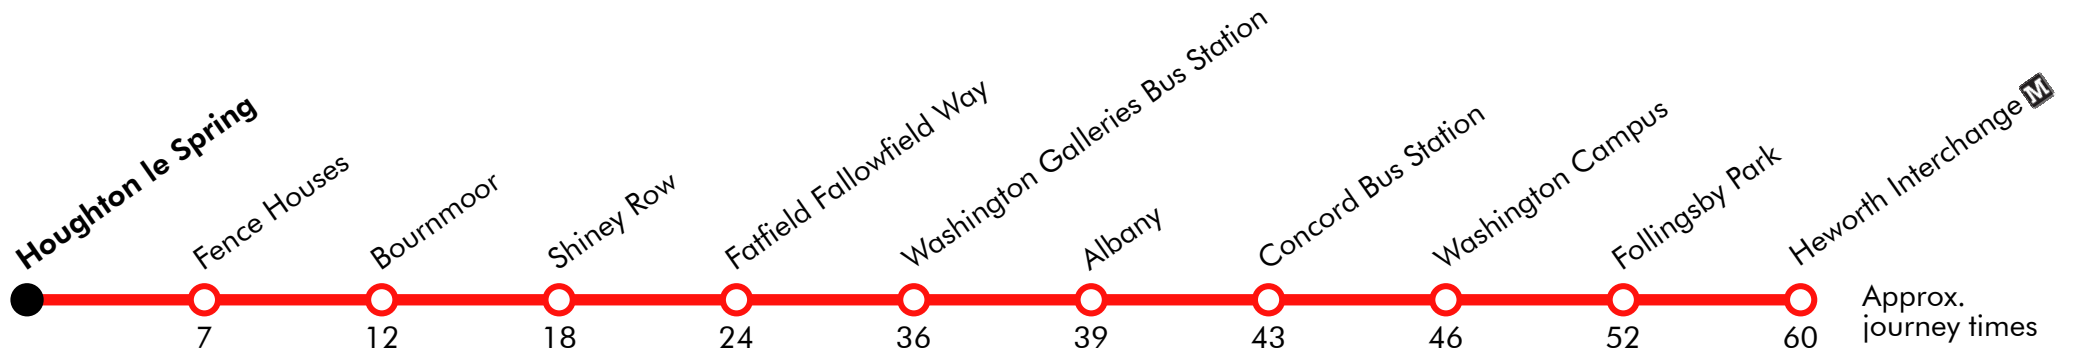 Houghton le Spring
Fence Houses
Bournmoor
Shiney Row
Fatfield Fallowfield Way
Washington Galleries Bus Station
Albany
Concord Bus Station
Washington Campus
Follingsby Park
Heworth Interchange M
7
12
18
24
36
39
43
46
52
60
Approx.
journey times